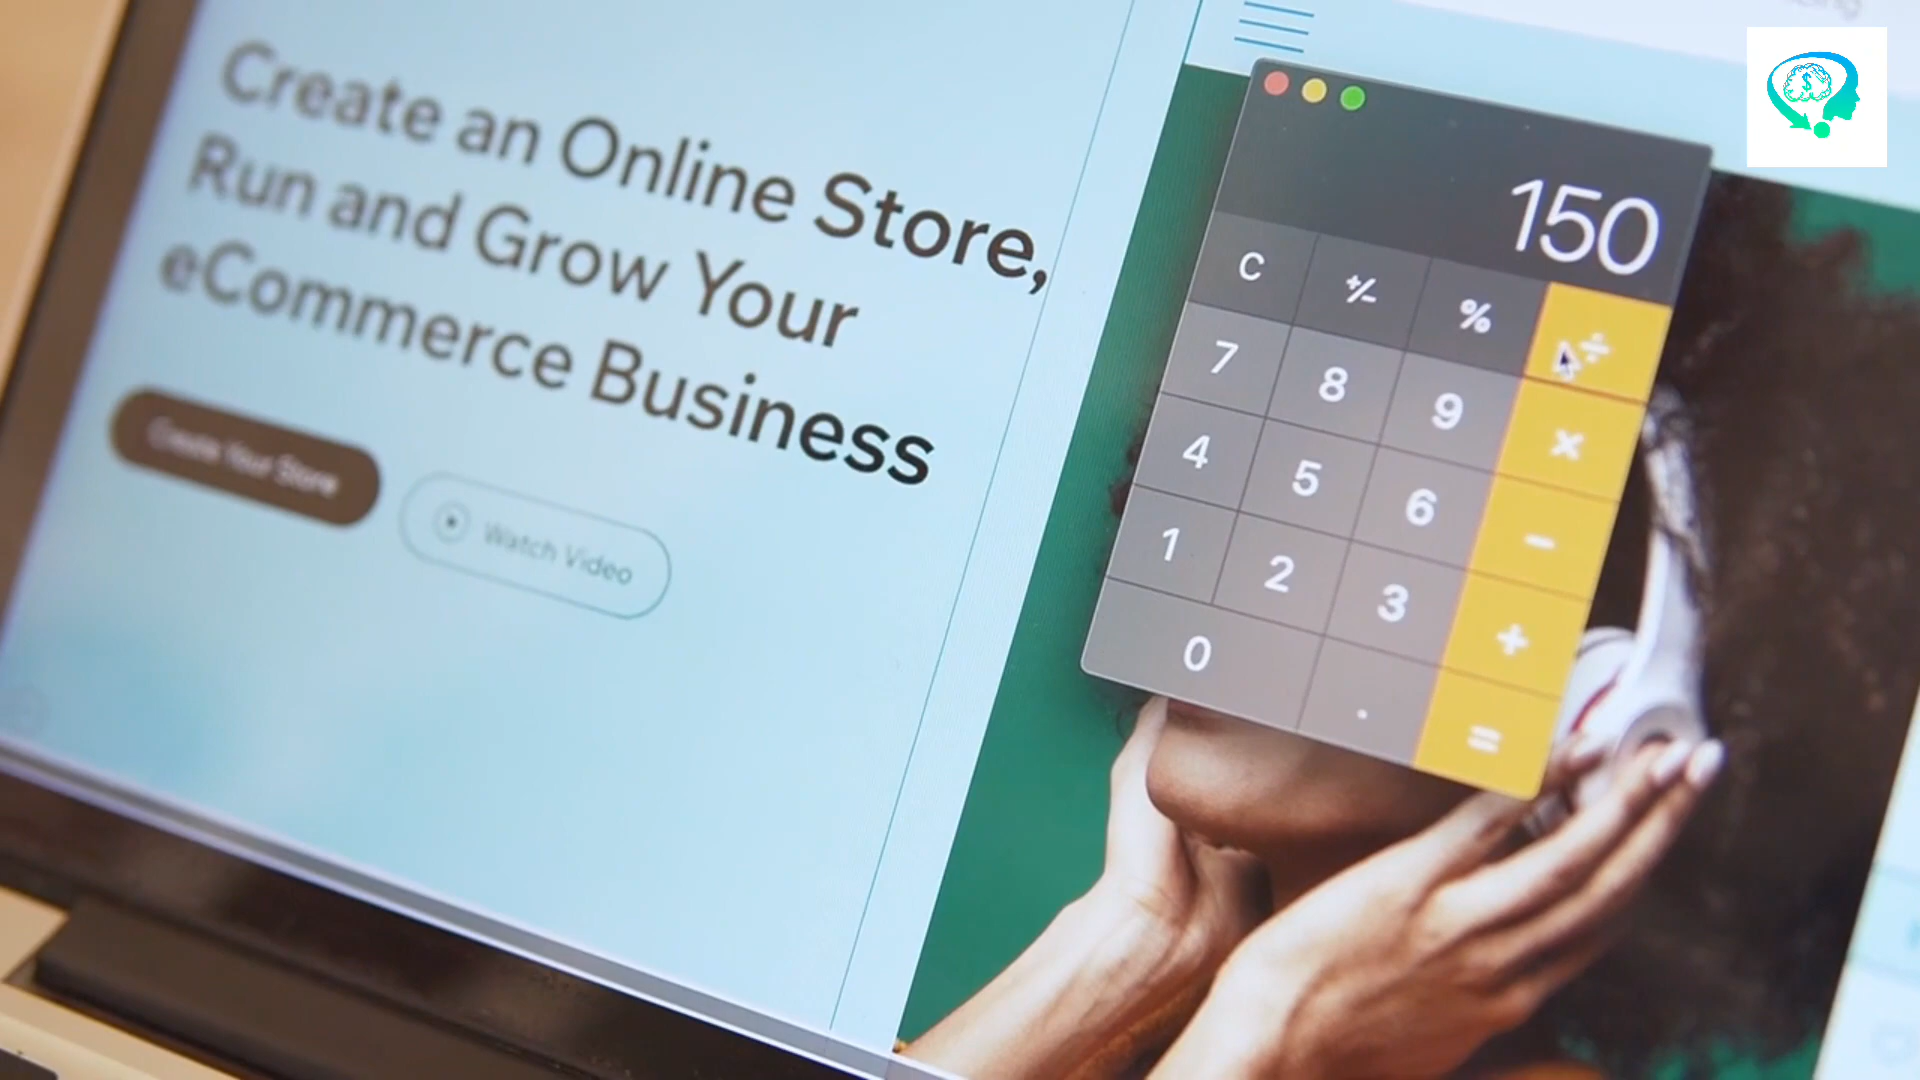 Create an Online Store,
Run and Grow Your
eCommerce Business
Create Your Store
Watch Video
150
C +/- % ÷
7 8 9 ×
4 5 6 −
1 2 3 +
0 . =